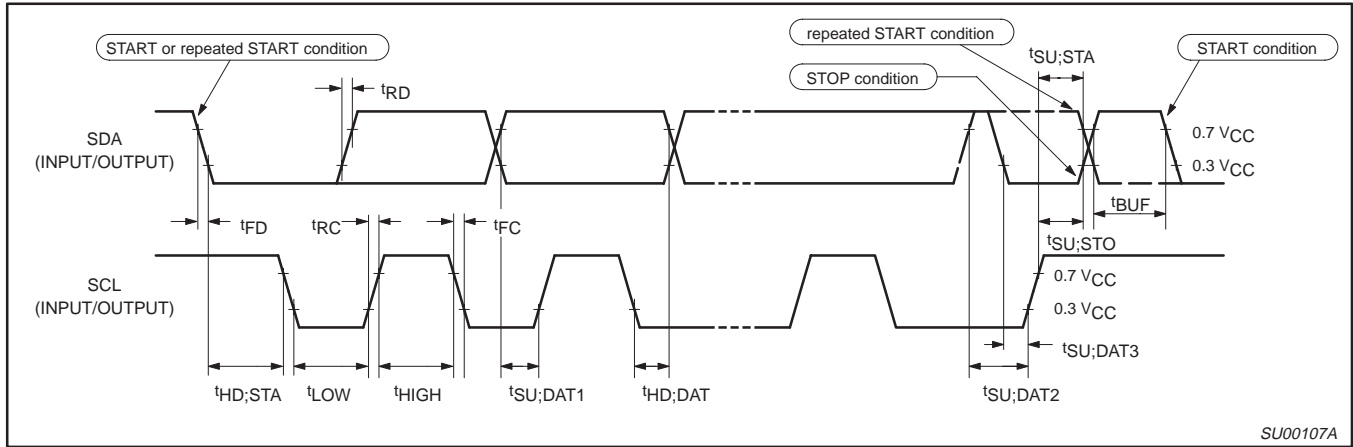 START or repeated START condition
repeated START condition
START condition
tSU;STA
STOP condition
tRD
SDA
(INPUT/OUTPUT)
0.7 VCC
0.3 VCC
tBUF
tFD
tRC
tFC
tSU;STO
SCL
(INPUT/OUTPUT)
0.7 VCC
0.3 VCC
tSU;DAT3
tHD;STA
tLOW
tHIGH
tSU;DAT1
tHD;DAT
tSU;DAT2
SU00107A